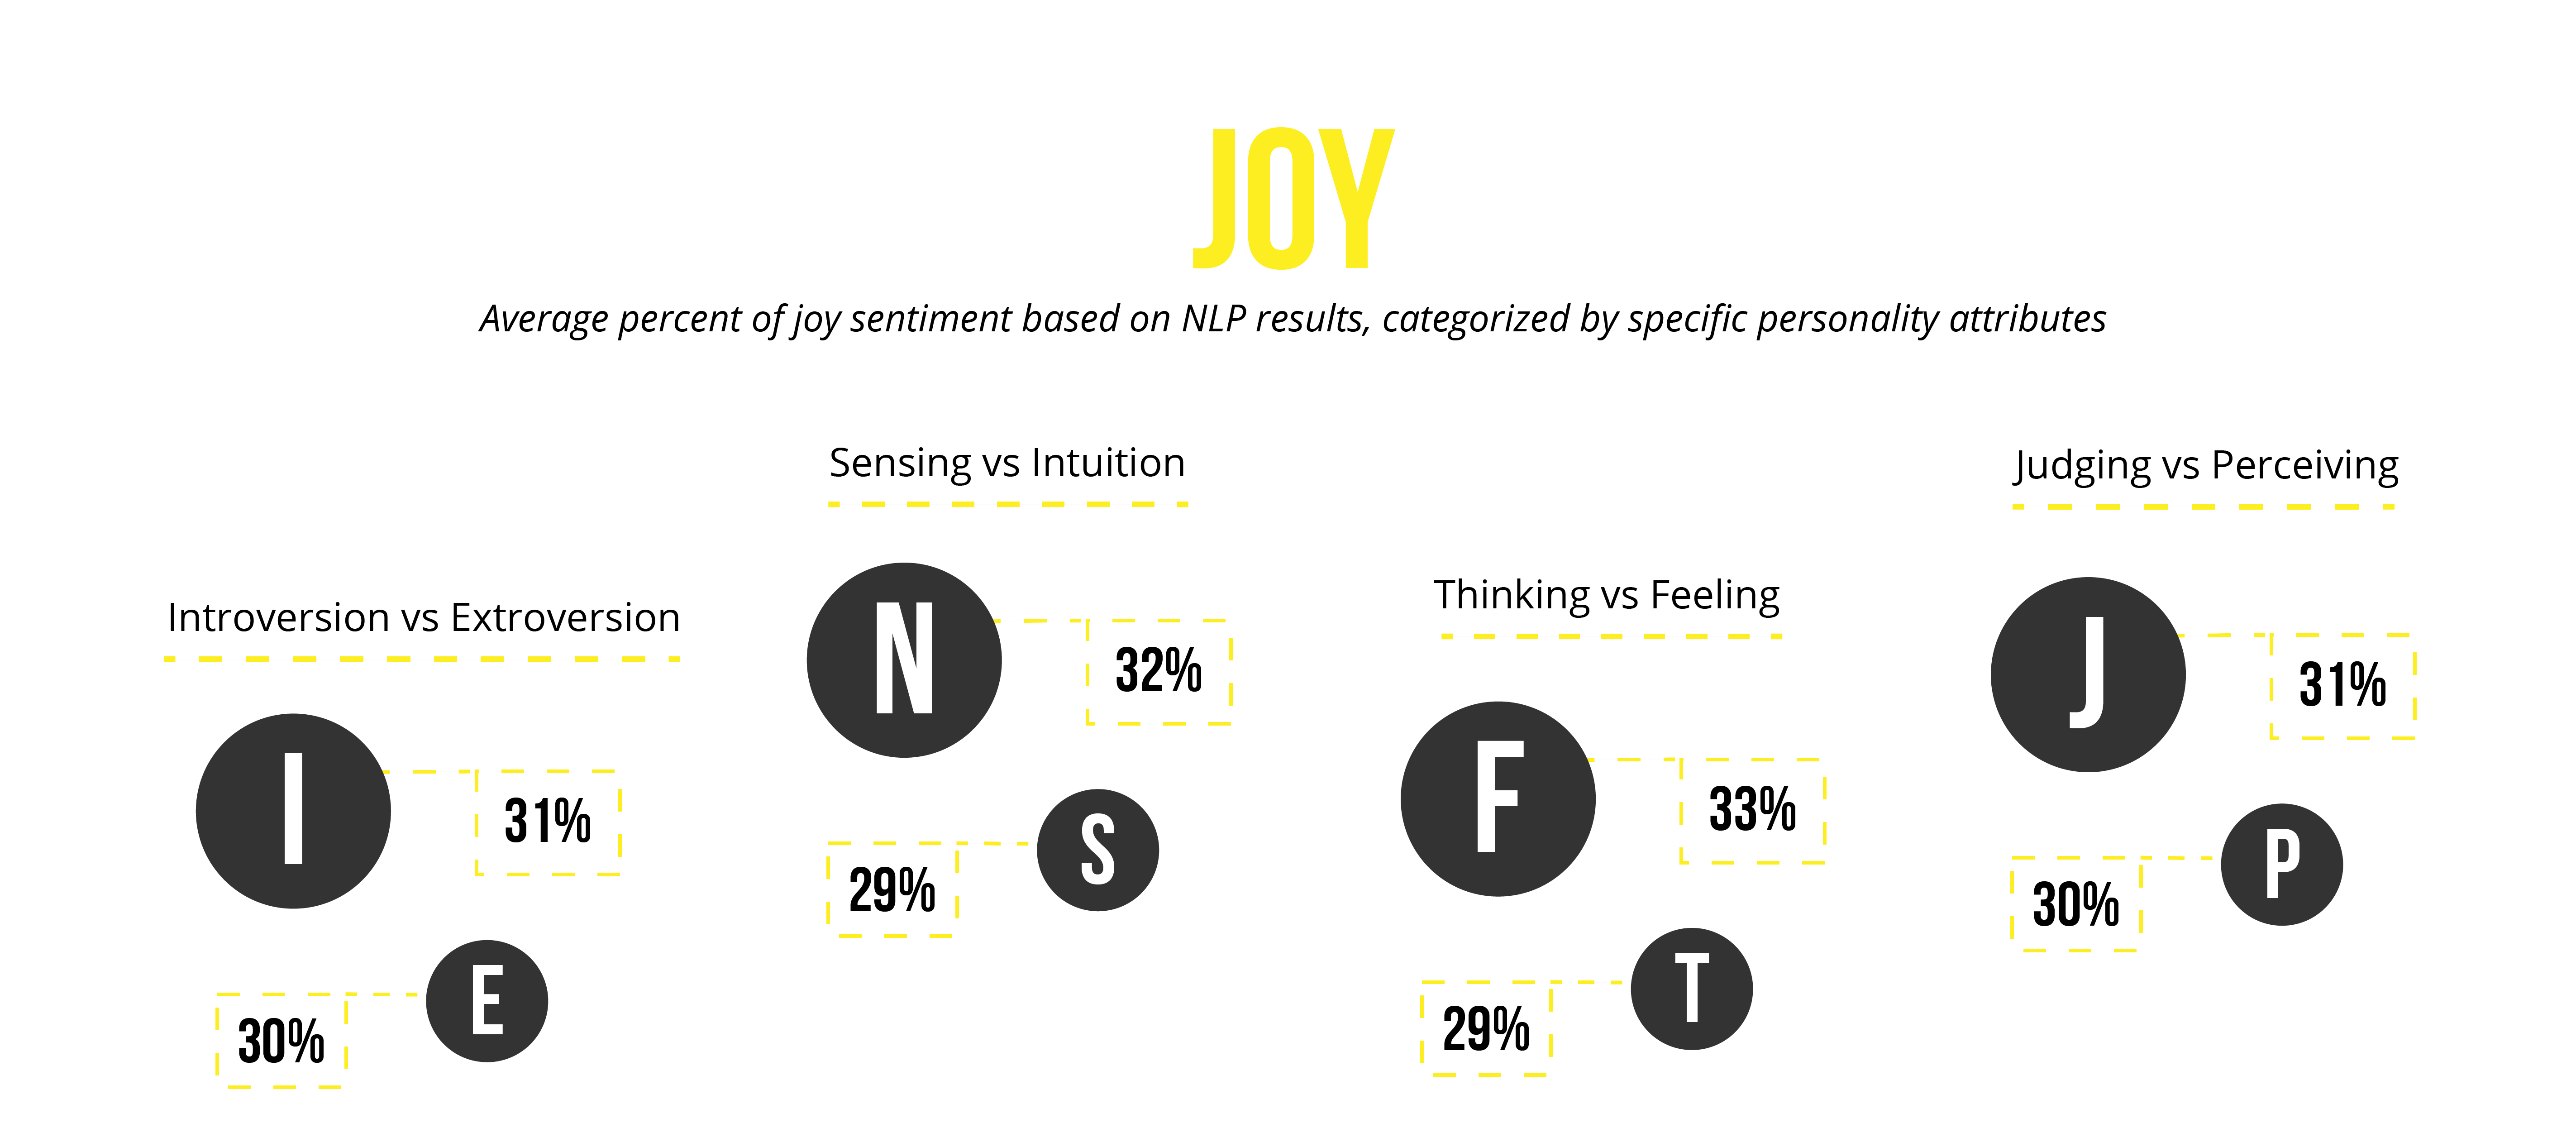 JOY
Average percent of joy sentiment based on NLP results, categorized by specific personality attributes
Introversion vs Extroversion
I
31%
E
30%
Sensing vs Intuition
N
32%
S
29%
Thinking vs Feeling
F
33%
T
29%
Judging vs Perceiving
J
31%
P
30%